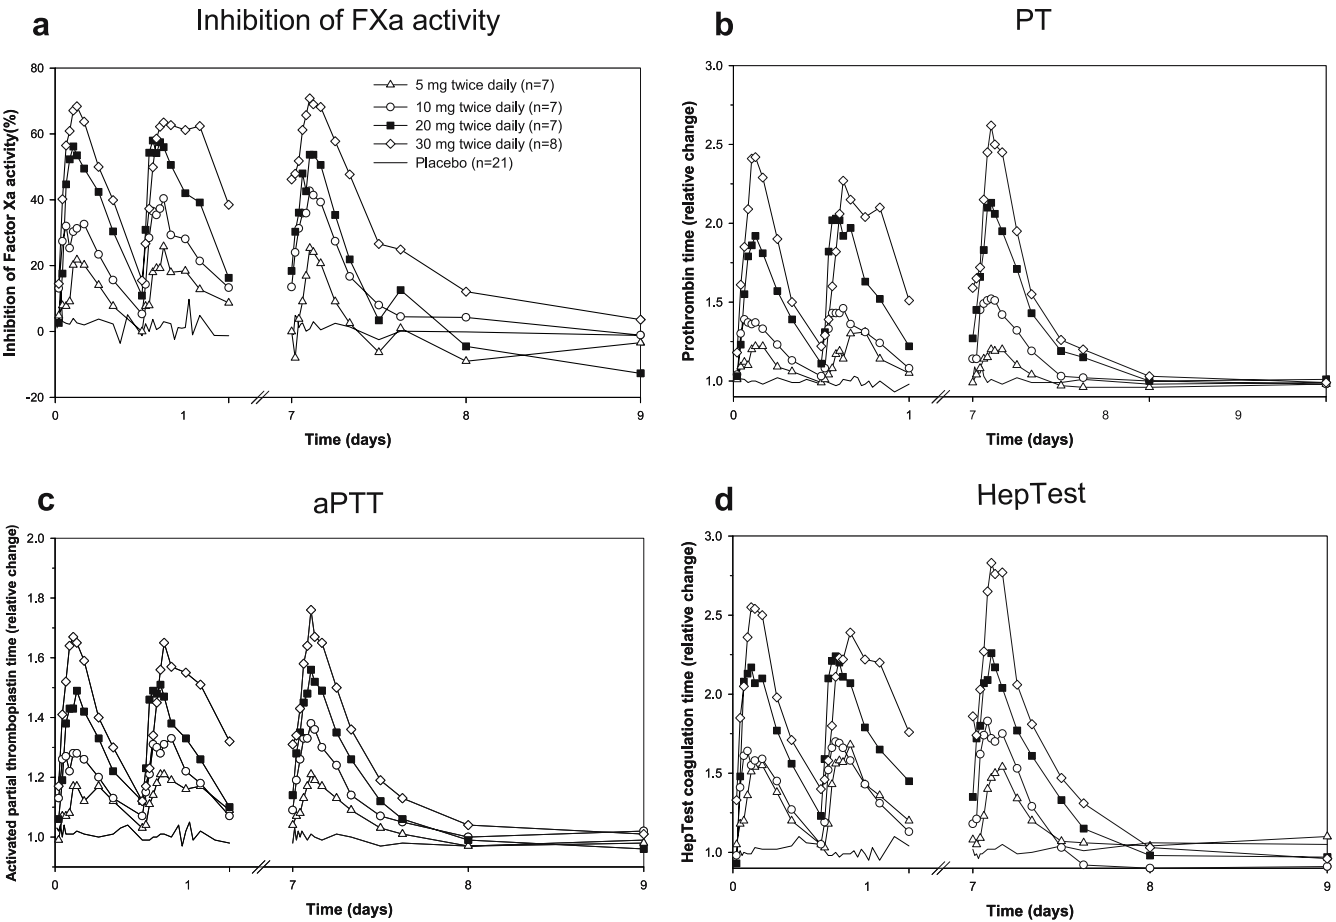 a
Inhibition of FXa activity
Inhibition of Factor Xa activity(%)
80
60
40
20
0
-20
5 mg twice daily (n=7)
10 mg twice daily (n=7)
20 mg twice daily (n=7)
30 mg twice daily (n=8)
Placebo (n=21)
0 1 7 8 9
Time (days)
b
PT
Prothrombin time (relative change)
3.0
2.5
2.0
1.5
1.0
0 1 7 8 9
Time (days)
c
aPTT
Activated partial thromboplastin time (relative change)
2.0
1.8
1.6
1.4
1.2
1.0
0 1 7 8 9
Time (days)
d
HepTest
HepTest coagulation time (relative change)
3.0
2.5
2.0
1.5
1.0
0 1 7 8 9
Time (days)